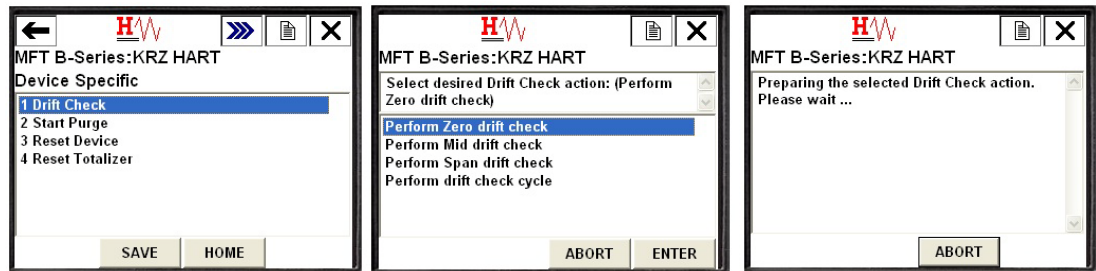 H
MFT B-Series:KRZ HART
Device Specific
1 Drift Check
2 Start Purge
3 Reset Device
4 Reset Totalizer
SAVE HOME
H
MFT B-Series:KRZ HART
Select desired Drift Check action: (Perform
Zero drift check)
Perform Zero drift check
Perform Mid drift check
Perform Span drift check
Perform drift check cycle
ABORT ENTER
H
MFT B-Series:KRZ HART
Preparing the selected Drift Check action.
Please wait ...
ABORT